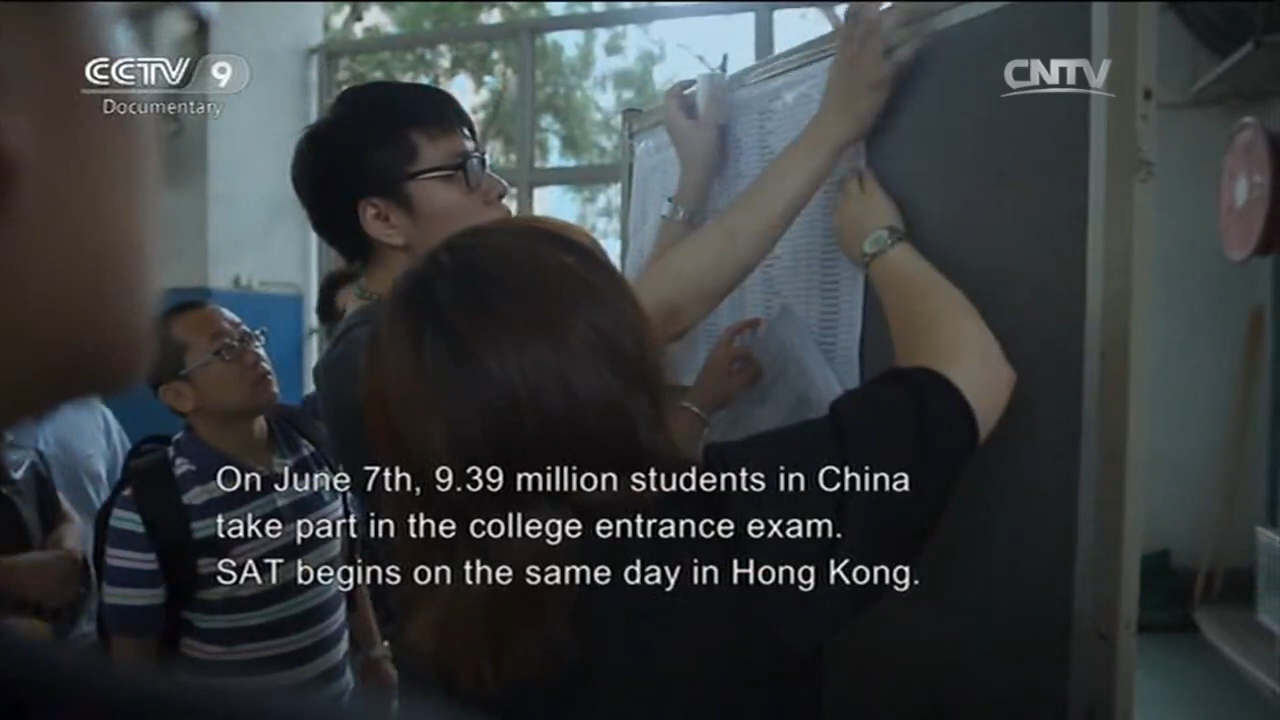 CCTV 9
Documentary
CNTV
On June 7th, 9.39 million students in China
take part in the college entrance exam.
SAT begins on the same day in Hong Kong.